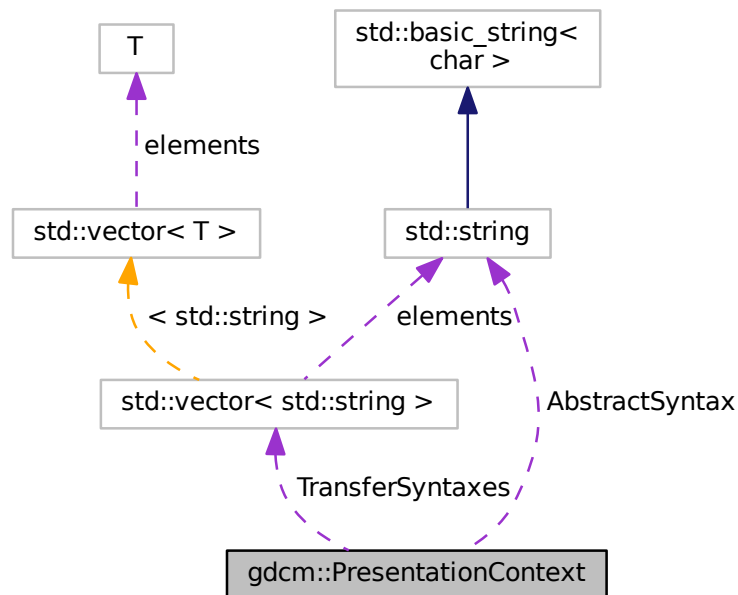 T
std::basic_string<
char >
elements
std::vector< T >
std::string
< std::string >
elements
std::vector< std::string >
AbstractSyntax
TransferSyntaxes
gdcm::PresentationContext